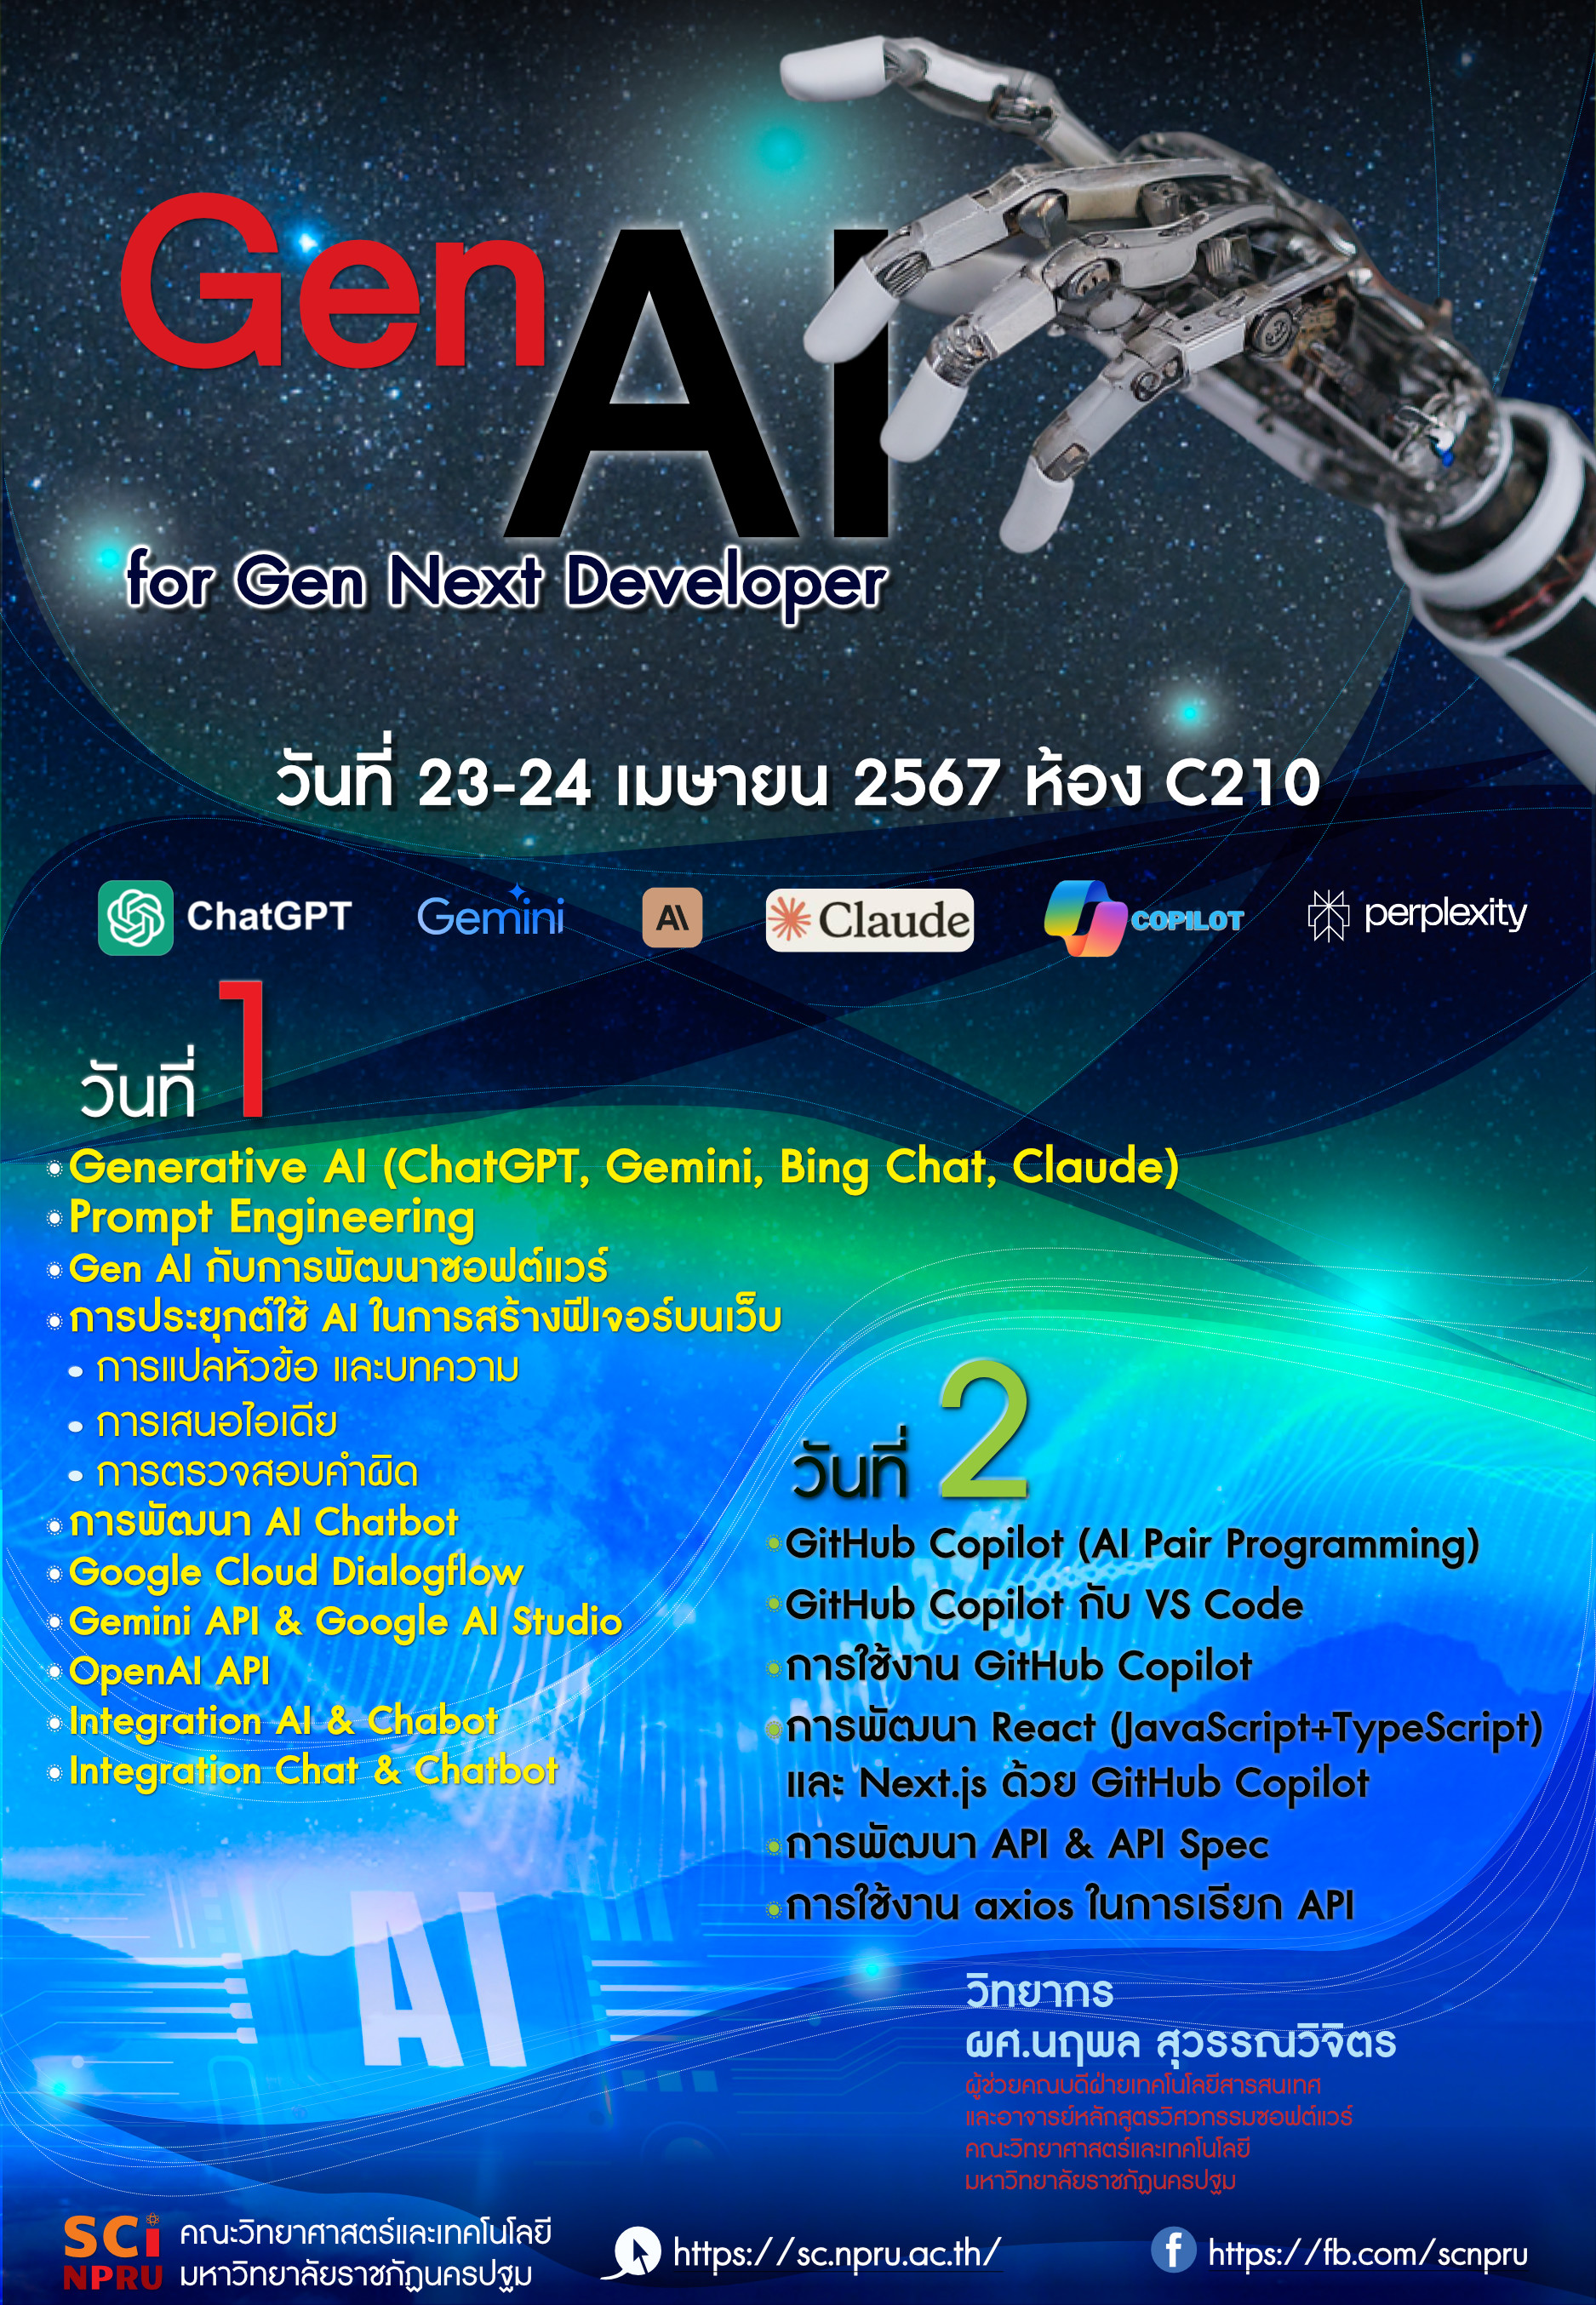 Gen AI
for Gen Next Developer
วันที่ 23-24 เมษายน 2567 ห้อง C210
ChatGPT Gemini AI Claude COPILOT perplexity
วันที่ 1
Generative AI (ChatGPT, Gemini, Bing Chat, Claude)
Prompt Engineering
Gen AI กับการพัฒนาซอฟต์แวร์
การประยุกต์ใช้ AI ในการสร้างฟีเจอร์บนเว็บ
การแปลหัวข้อ และบทความ
การเสนอไอเดีย
การตรวจสอบคำผิด
การพัฒนา AI Chatbot
Google Cloud Dialogflow
Gemini API & Google AI Studio
OpenAI API
Integration AI & Chabot
Integration Chat & Chatbot
วันที่ 2
GitHub Copilot (AI Pair Programming)
GitHub Copilot กับ VS Code
การใช้งาน GitHub Copilot
การพัฒนา React (JavaScript+TypeScript)
และ Next.js ด้วย GitHub Copilot
การพัฒนา API & API Spec
การใช้งาน axios ในการเรียก API
AI
วิทยากร
ผศ.นฤพล สุวรรณวิจิตร
ผู้ช่วยคณบดีฝ่ายเทคโนโลยีสารสนเทศ
และอาจารย์หลักสูตรวิศวกรรมซอฟต์แวร์
คณะวิทยาศาสตร์และเทคโนโลยี
มหาวิทยาลัยราชภัฏนครปฐม
SCi
NPRU
คณะวิทยาศาสตร์และเทคโนโลยี
มหาวิทยาลัยราชภัฏนครปฐม
https://sc.npru.ac.th/
https://fb.com/scnpru